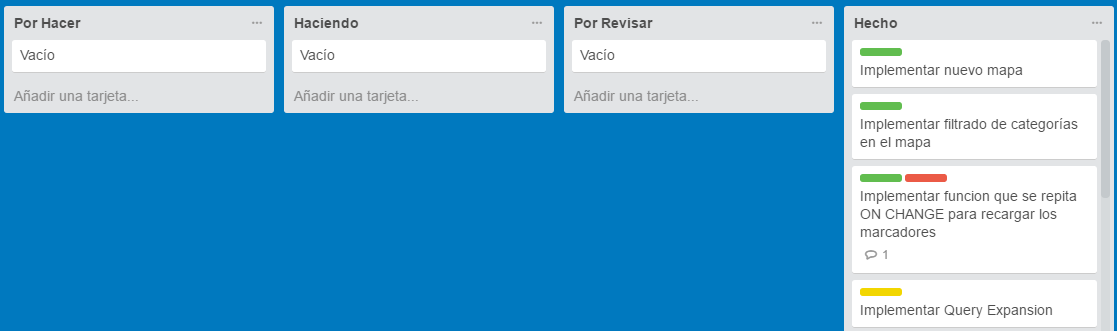 Por Hacer
Vacío
Añadir una tarjeta...
Haciendo
Vacío
Añadir una tarjeta...
Por Revisar
Vacío
Añadir una tarjeta...
Hecho
Implementar nuevo mapa
Implementar filtrado de categorías
en el mapa
Implementar funcion que se repita
ON CHANGE para recargar los
marcadores
1
Implementar Query Expansion